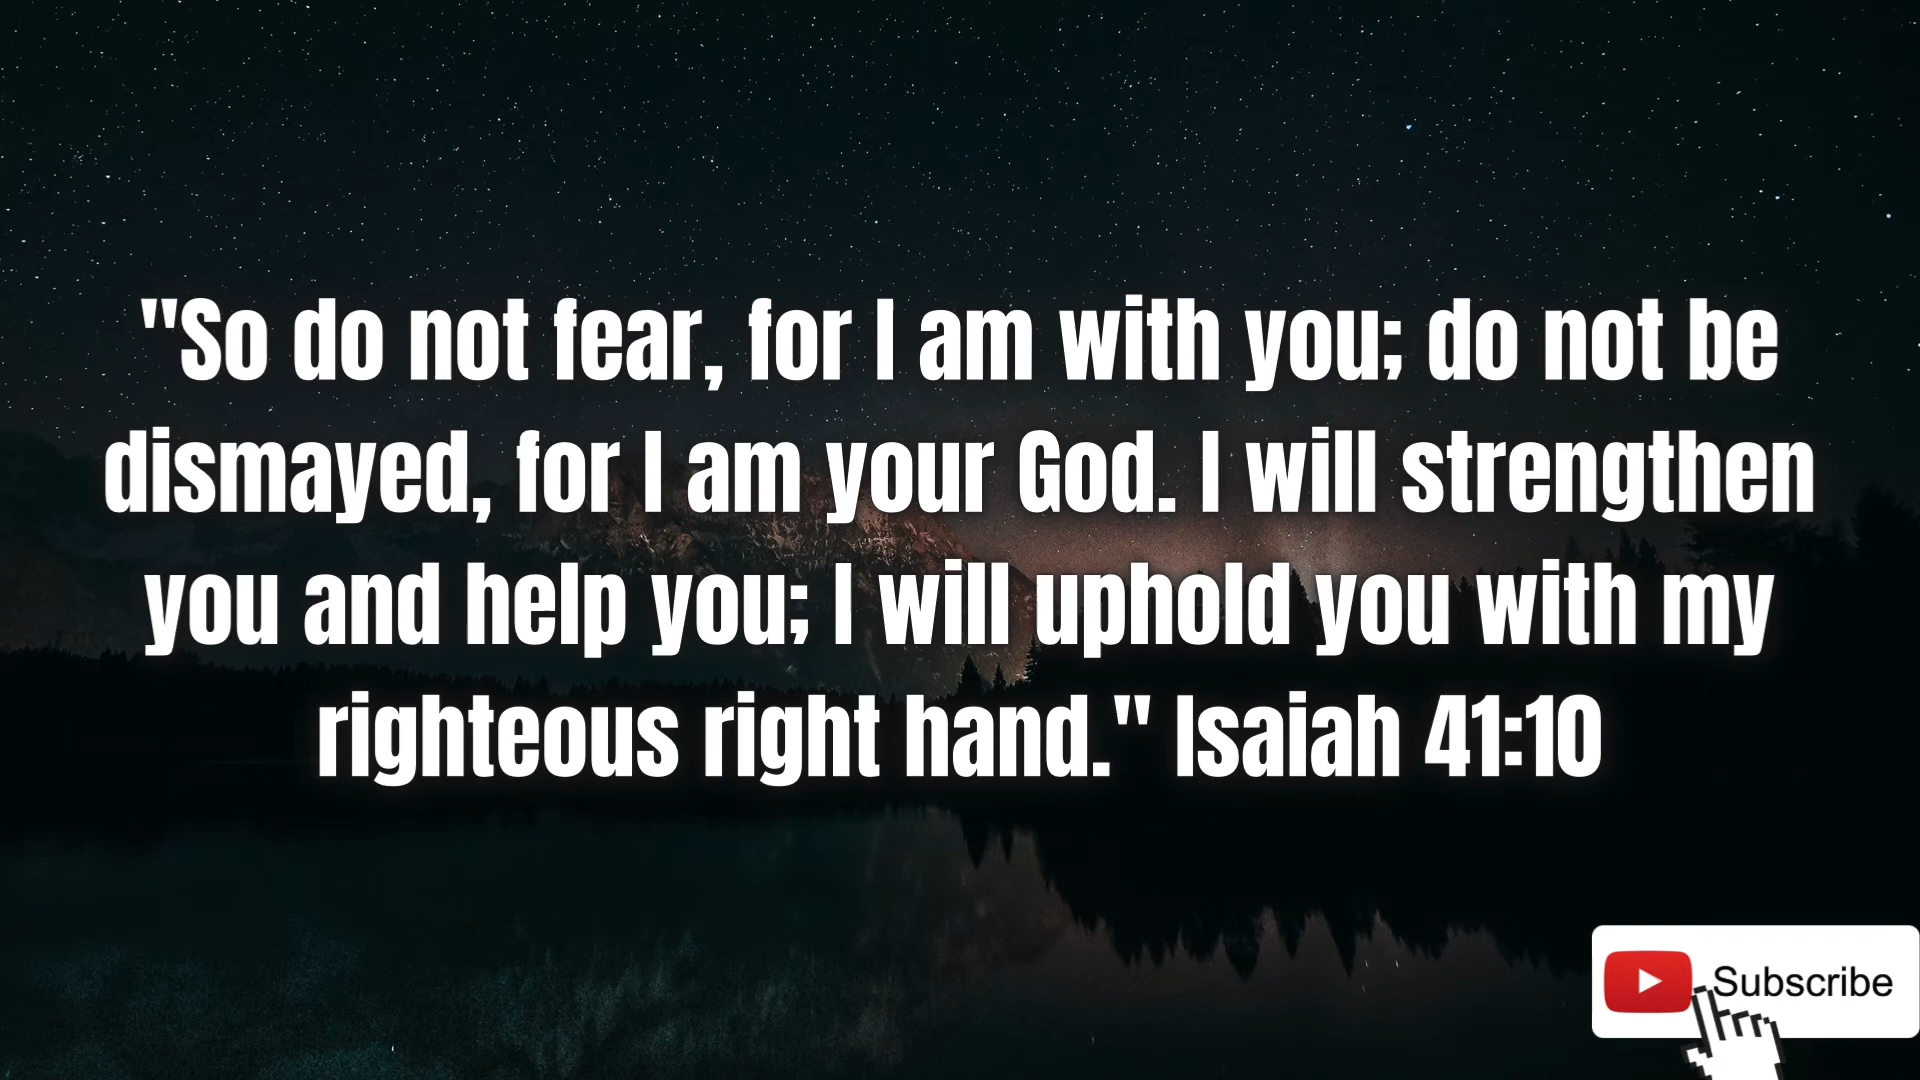 "So do not fear, for I am with you; do not be
dismayed, for I am your God. I will strengthen
you and help you; I will uphold you with my
righteous right hand." Isaiah 41:10
Subscribe